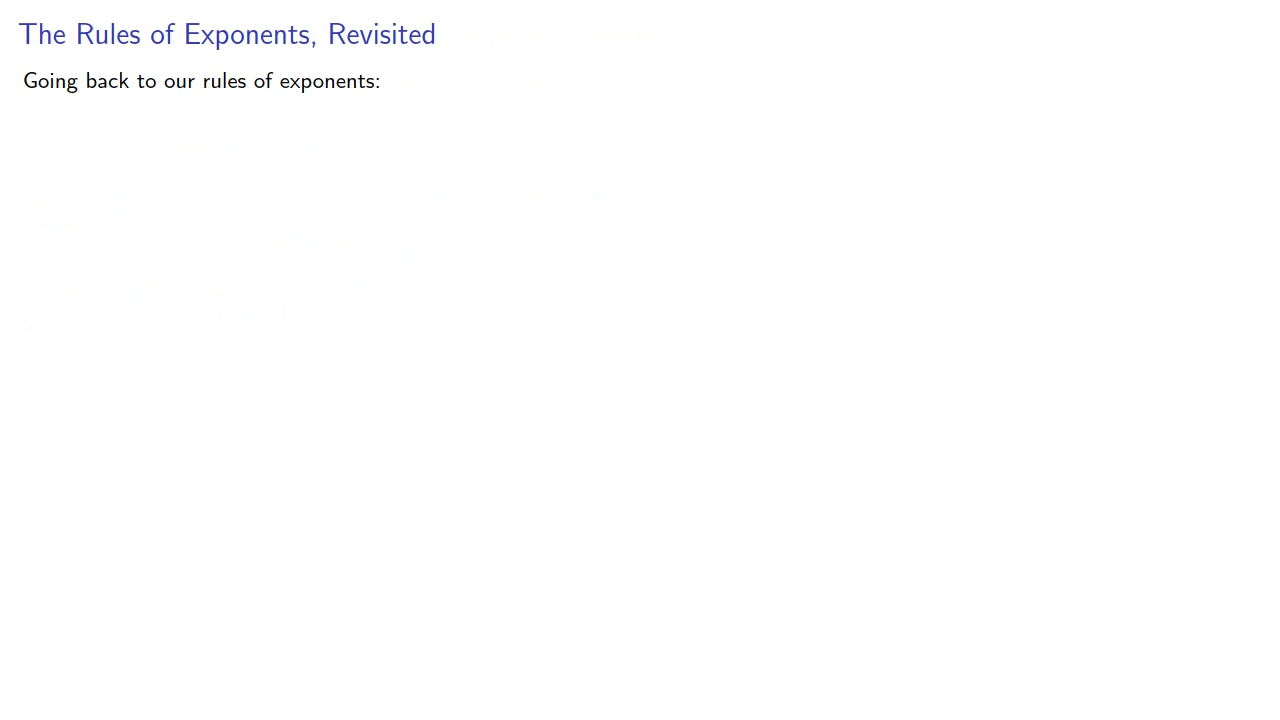 The Rules of Exponents, Revisited
Going back to our rules of exponents: